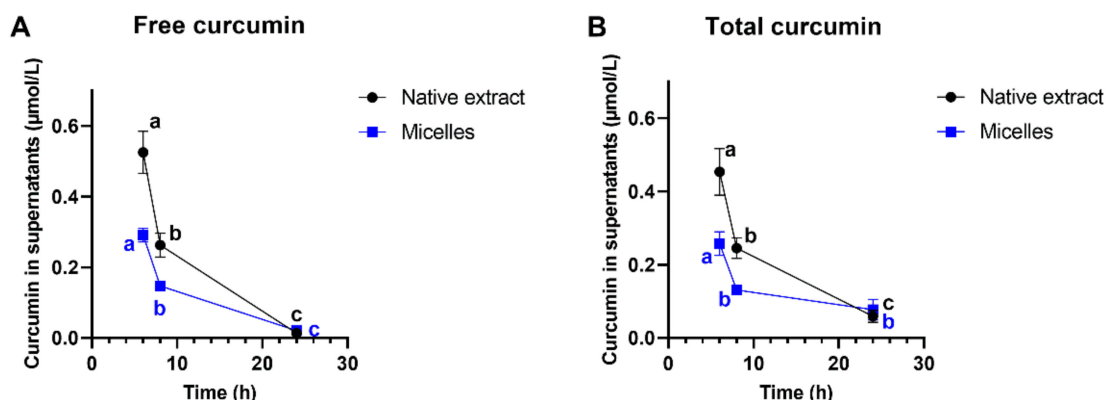 A
Free curcumin
Curcumin in supernatants (μmol/L)
0.6
0.4
0.2
0.0
a
b
c
a
b
c
0
10
20
30
Time (h)
Native extract
Micelles
B
Total curcumin
Curcumin in supernatants (μmol/L)
0.6
0.4
0.2
0.0
a
b
c
a
b
b
0
10
20
30
Time (h)
Native extract
Micelles